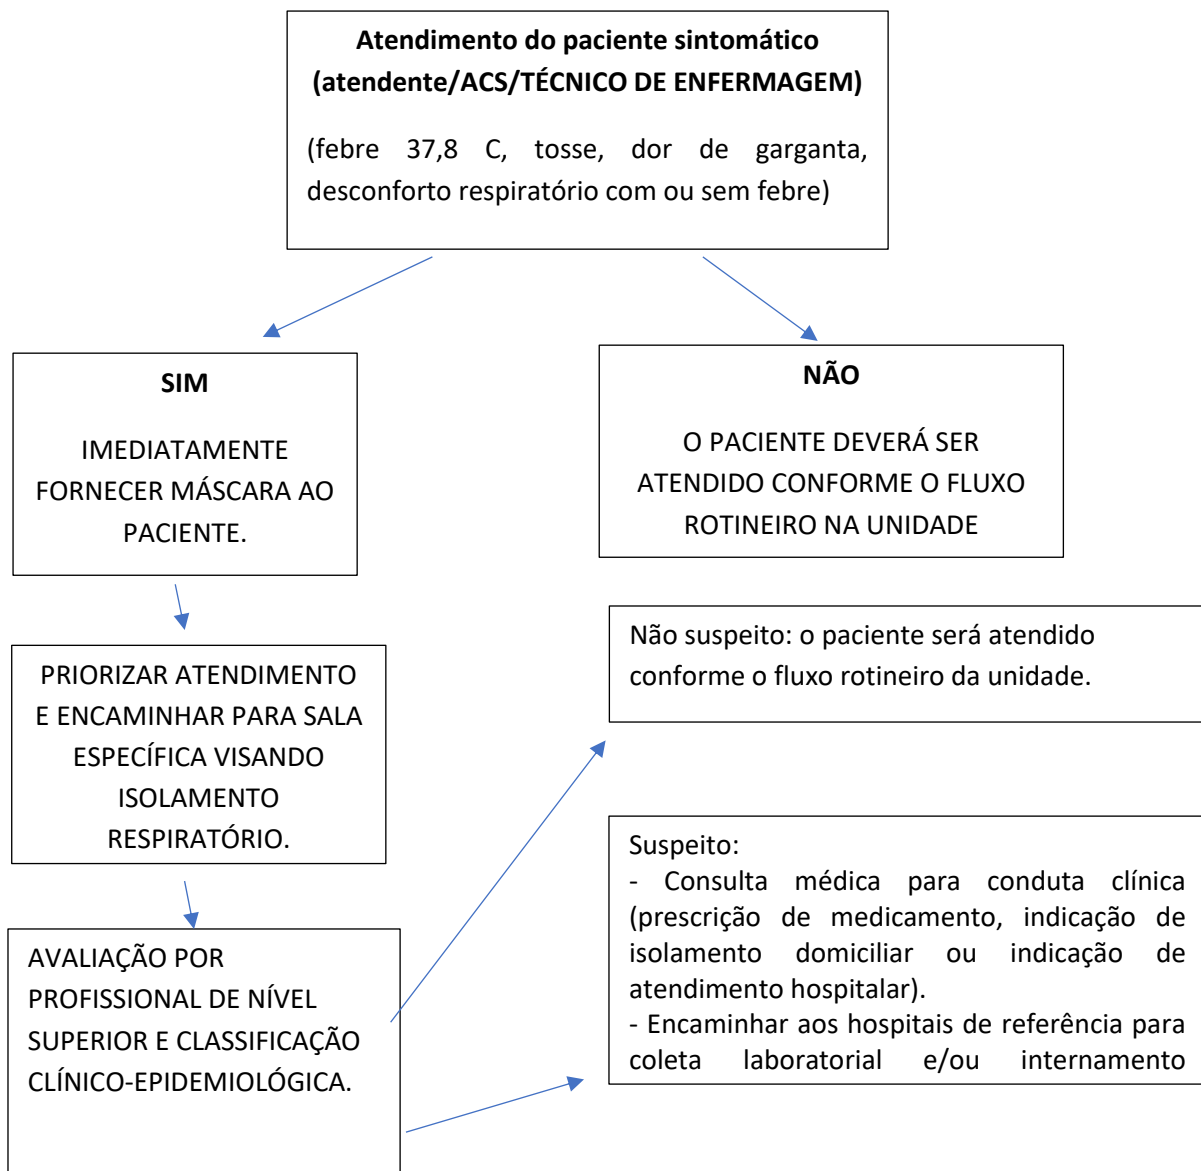 Atendimento do paciente sintomático
(atendente/ACS/TÉCNICO DE ENFERMAGEM)
(febre 37,8 C, tosse, dor de garganta,
desconforto respiratório com ou sem febre)
SIM
IMEDIATAMENTE
FORNECER MÁSCARA AO
PACIENTE.
NÃO
O PACIENTE DEVERÁ SER
ATENDIDO CONFORME O FLUXO
ROTINEIRO NA UNIDADE
PRIORIZAR ATENDIMENTO
E ENCAMINHAR PARA SALA
ESPECÍFICA VISANDO
ISOLAMENTO
RESPIRATÓRIO.
Não suspeito: o paciente será atendido
conforme o fluxo rotineiro da unidade.
AVALIAÇÃO POR
PROFISSIONAL DE NÍVEL
SUPERIOR E CLASSIFICAÇÃO
CLÍNICO-EPIDEMIOLÓGICA.
Suspeito:
- Consulta médica para conduta clínica
(prescrição de medicamento, indicação de
isolamento domiciliar ou indicação de
atendimento hospitalar).
- Encaminhar aos hospitais de referência para
coleta laboratorial e/ou internamento